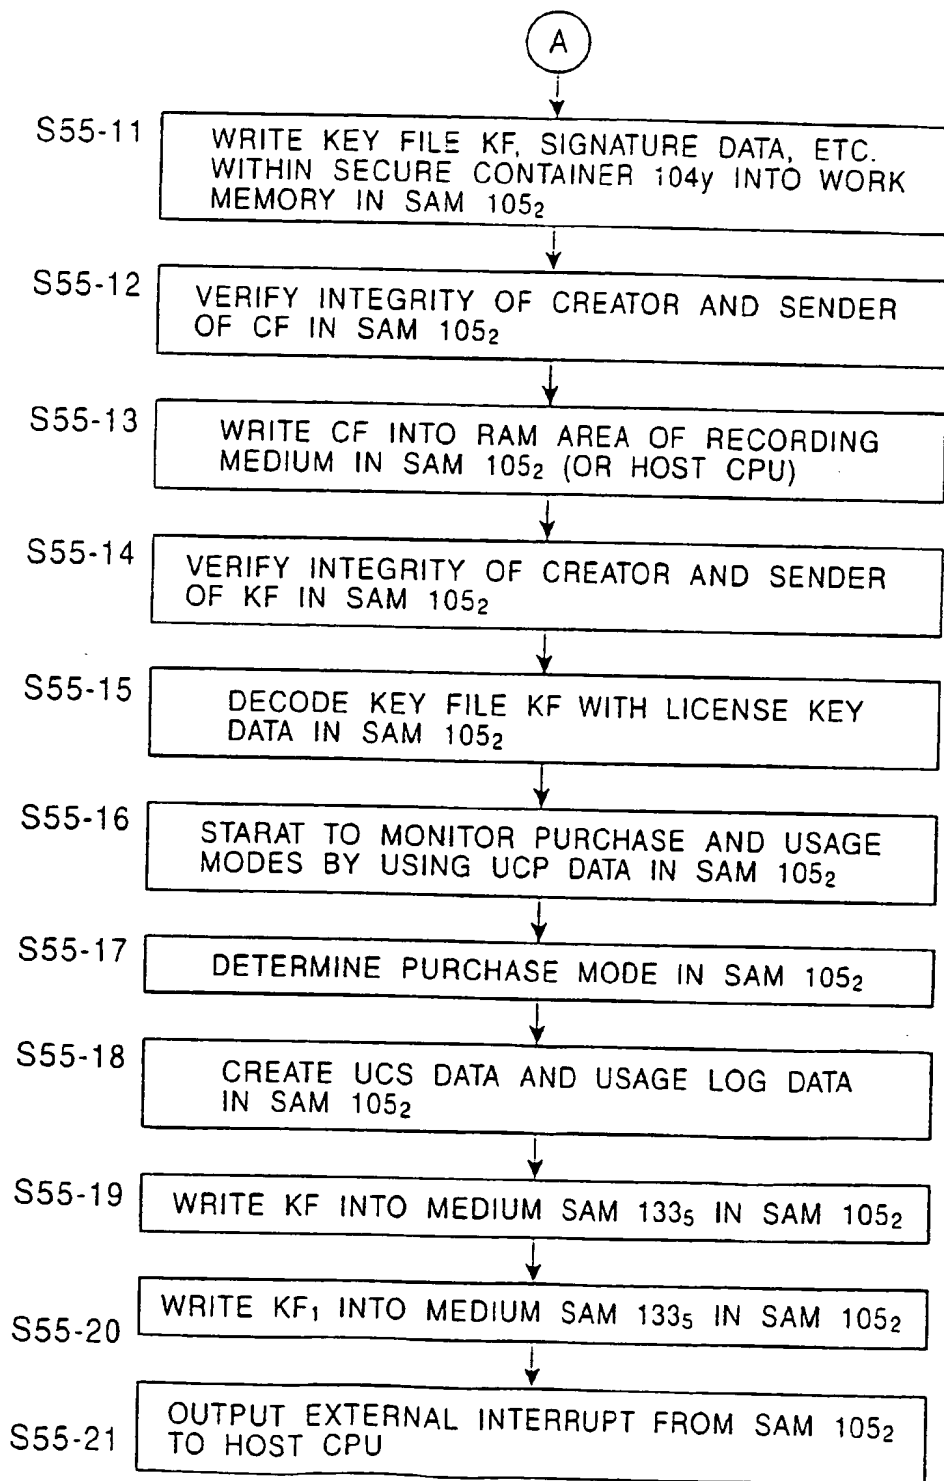 A
S55-11
WRITE KEY FILE KF, SIGNATURE DATA, ETC.
WITHIN SECURE CONTAINER 104y INTO WORK
MEMORY IN SAM 105₂
S55-12
VERIFY INTEGRITY OF CREATOR AND SENDER
OF CF IN SAM 105₂
S55-13
WRITE CF INTO RAM AREA OF RECORDING
MEDIUM IN SAM 105₂ (OR HOST CPU)
S55-14
VERIFY INTEGRITY OF CREATOR AND SENDER
OF KF IN SAM 105₂
S55-15
DECODE KEY FILE KF WITH LICENSE KEY
DATA IN SAM 105₂
S55-16
STARAT TO MONITOR PURCHASE AND USAGE
MODES BY USING UCP DATA IN SAM 105₂
S55-17
DETERMINE PURCHASE MODE IN SAM 105₂
S55-18
CREATE UCS DATA AND USAGE LOG DATA
IN SAM 105₂
S55-19
WRITE KF INTO MEDIUM SAM 133₅ IN SAM 105₂
S55-20
WRITE KF₁ INTO MEDIUM SAM 133₅ IN SAM 105₂
S55-21
OUTPUT EXTERNAL INTERRUPT FROM SAM 105₂
TO HOST CPU